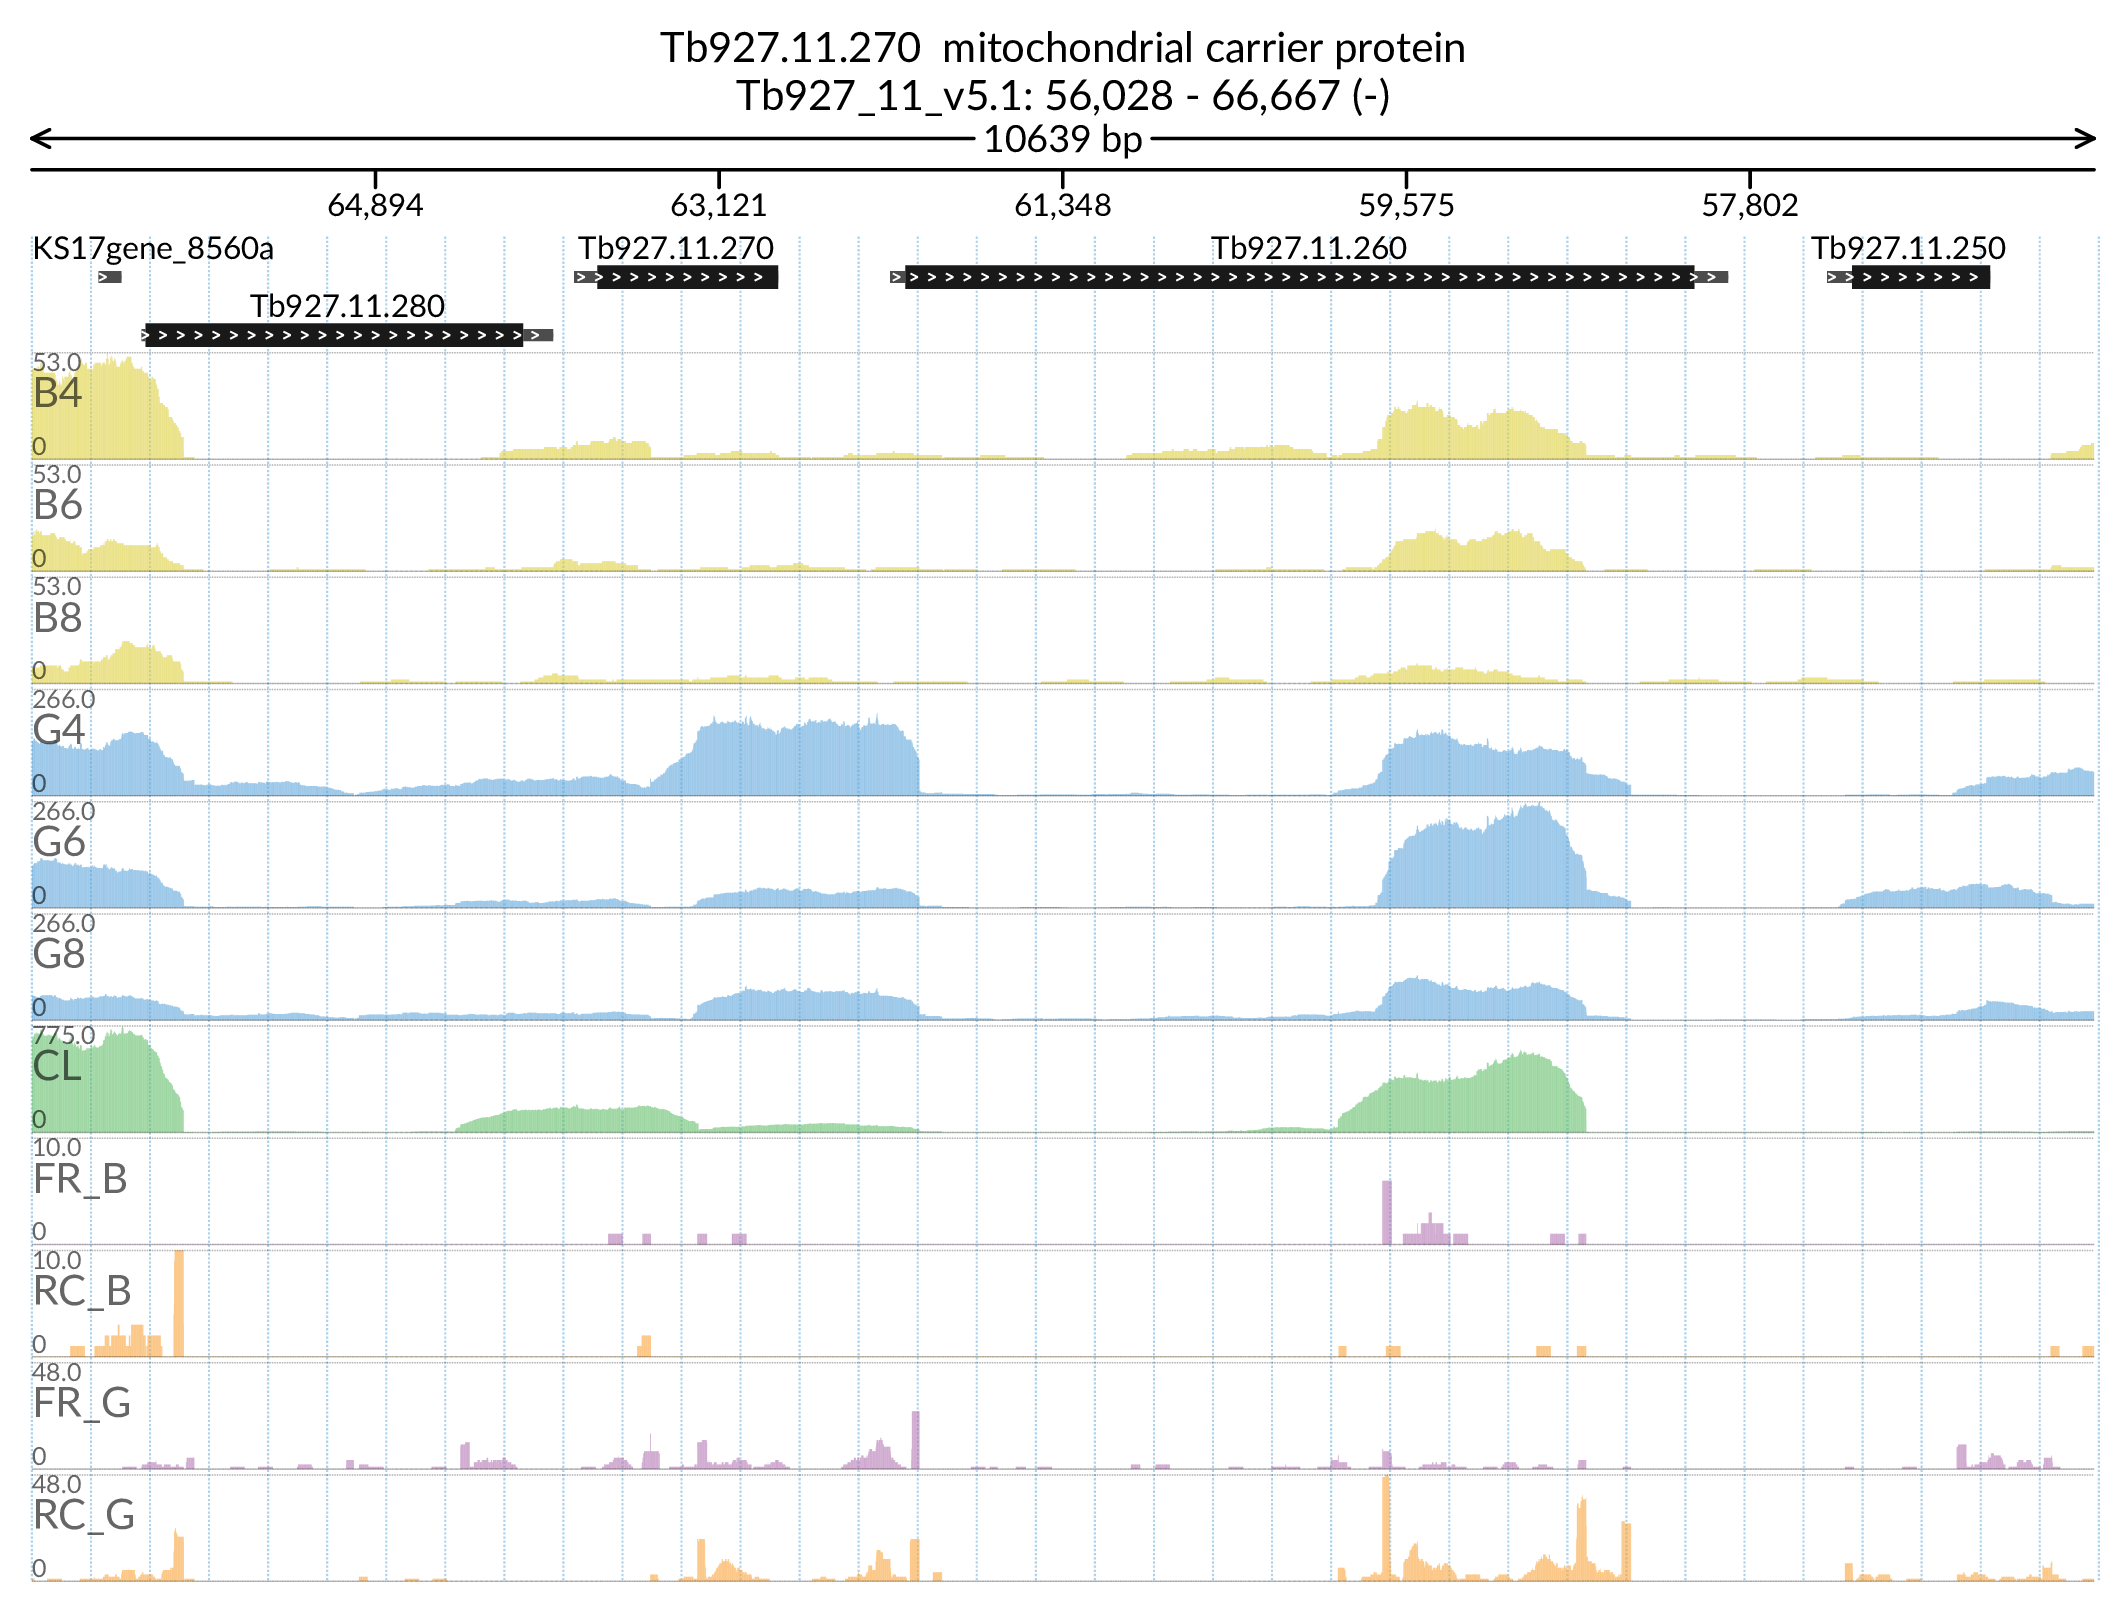 Tb927.11.270 mitochondrial carrier protein
Tb927_11_v5.1: 56,028 - 66,667 (-)
10639 bp
64,894 63,121 61,348 59,575 57,802
KS17gene_8560a Tb927.11.270 Tb927.11.260 Tb927.11.250
Tb927.11.280
53.0
B4
0
53.0
B6
0
53.0
B8
0
266.0
G4
0
266.0
G6
0
266.0
G8
0
775.0
CL
0
10.0
FR_B
0
10.0
RC_B
0
48.0
FR_G
0
48.0
RC_G
0